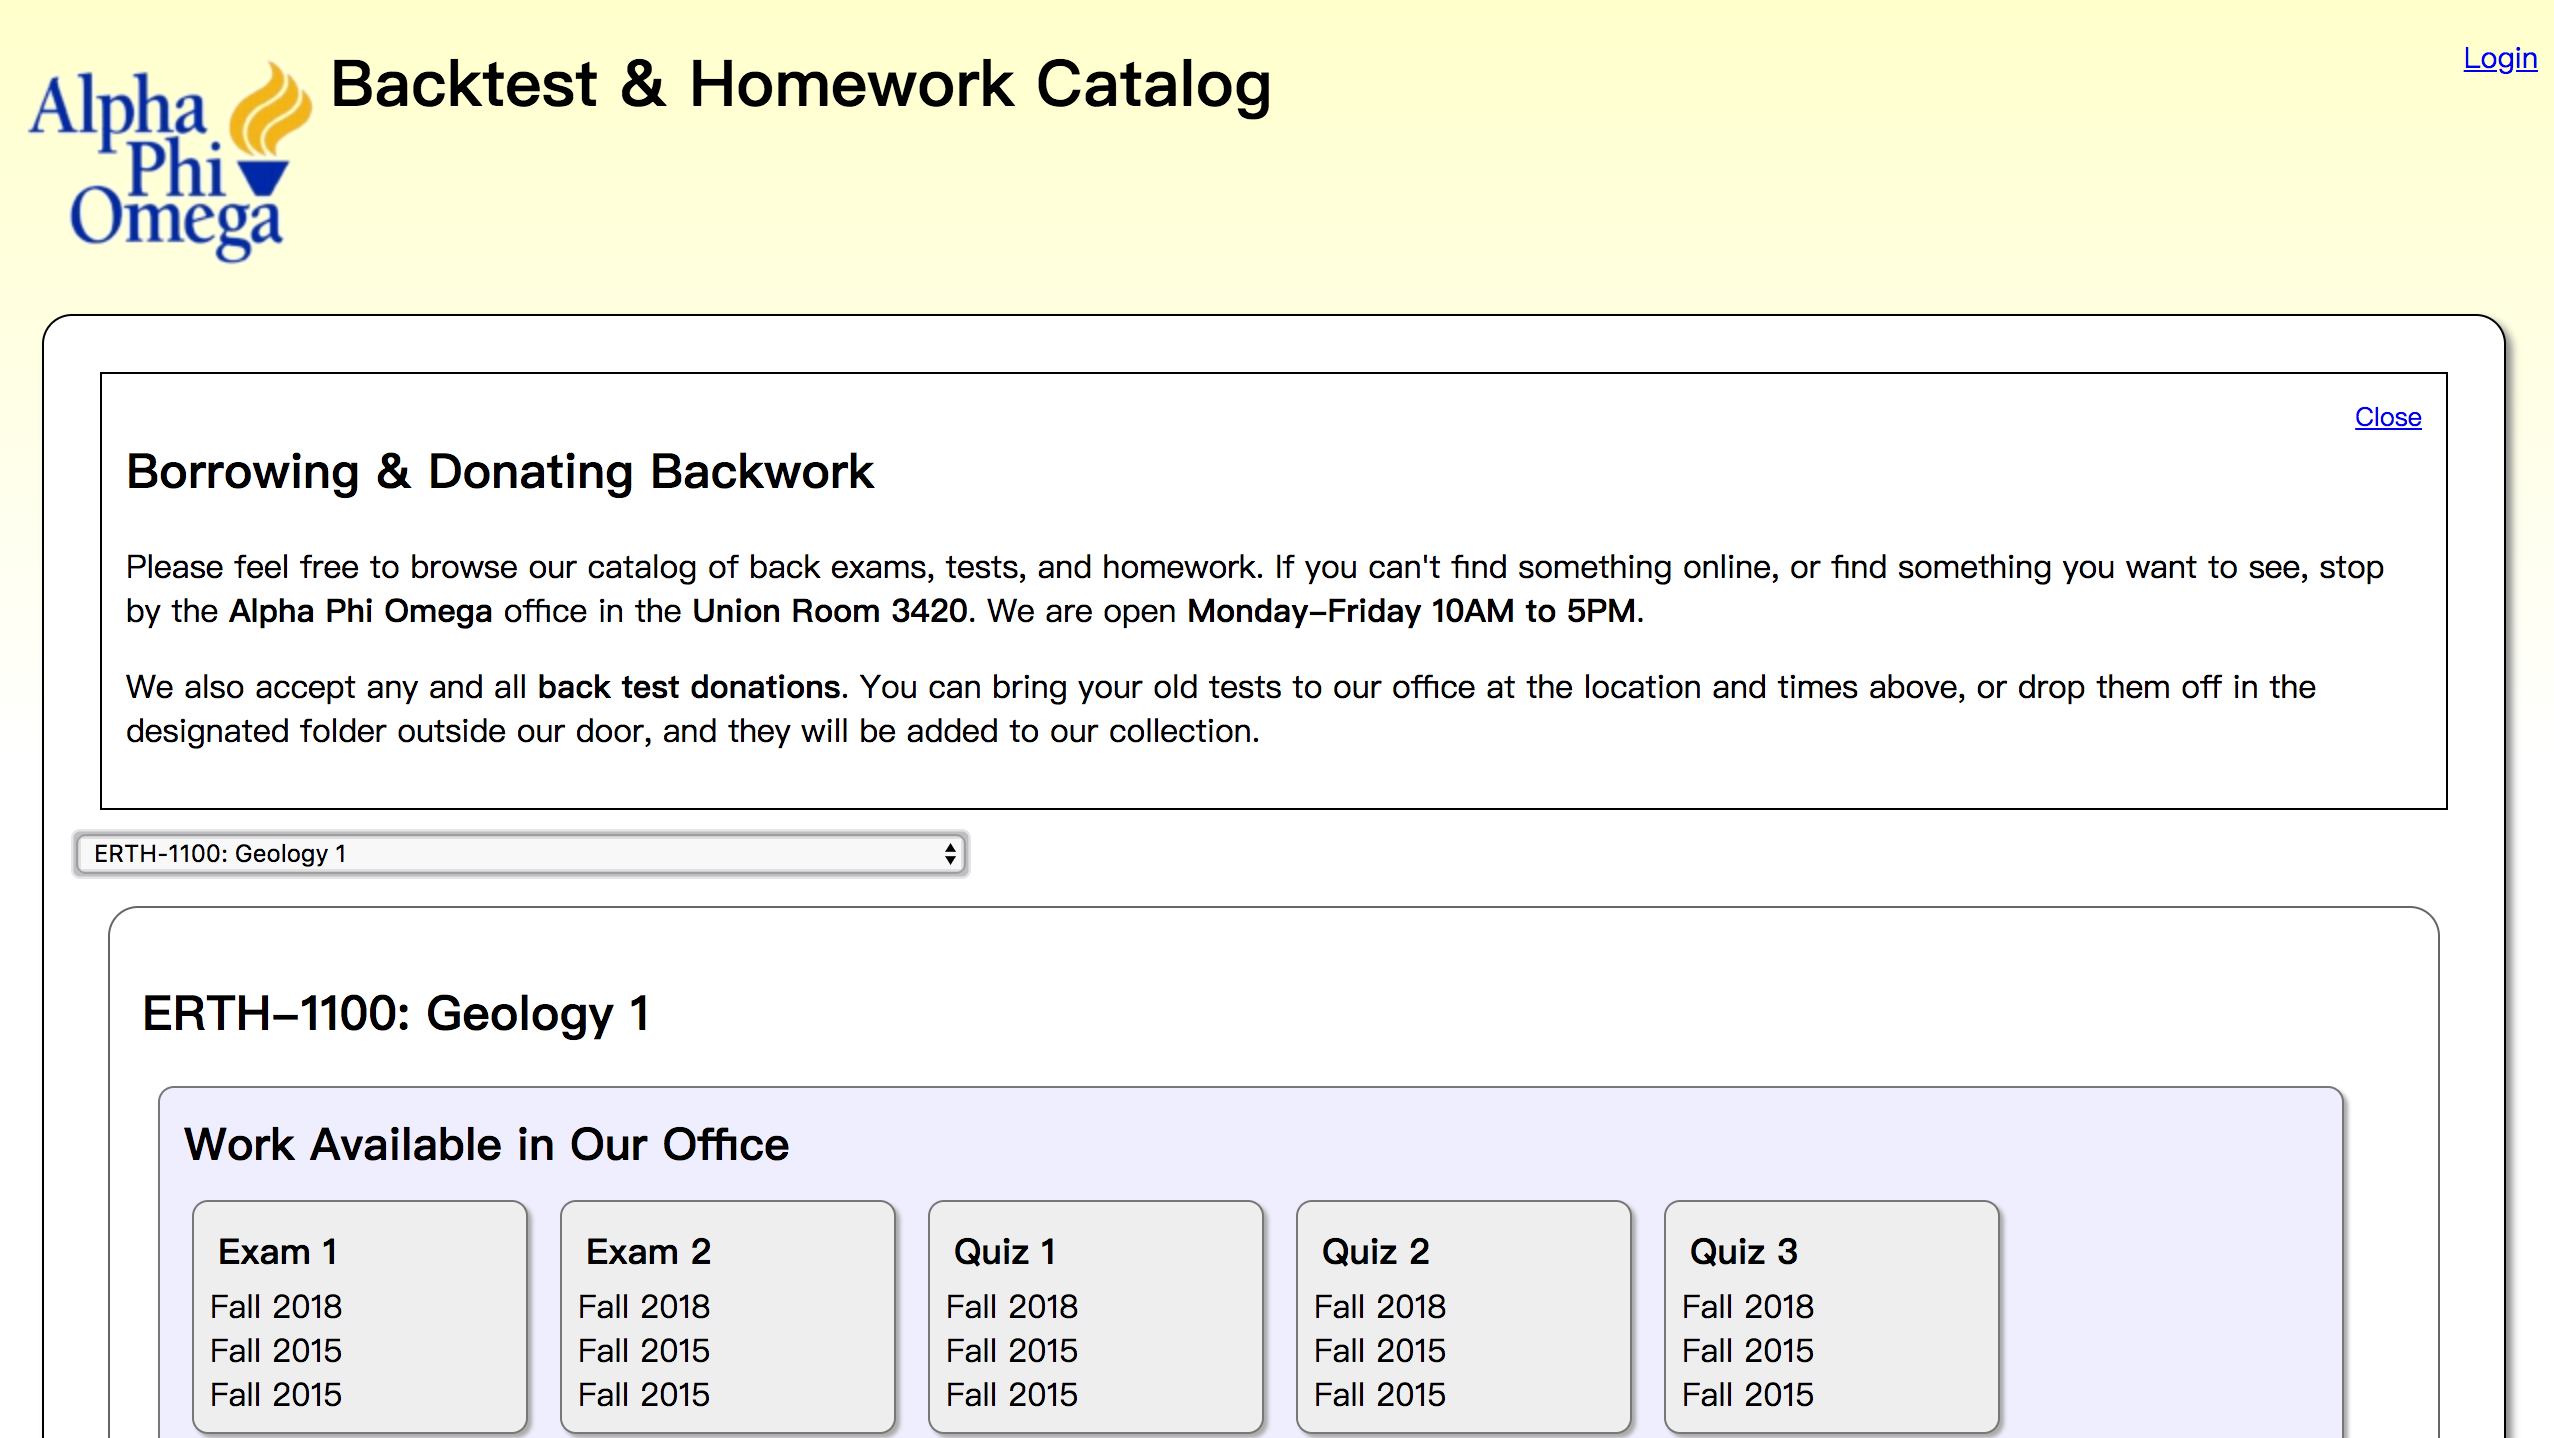 Alpha
Phi
Omega
Backtest & Homework Catalog
Login
Close
Borrowing & Donating Backwork
Please feel free to browse our catalog of back exams, tests, and homework. If you can't find something online, or find something you want to see, stop
by the Alpha Phi Omega office in the Union Room 3420. We are open Monday-Friday 10AM to 5PM.
We also accept any and all back test donations. You can bring your old tests to our office at the location and times above, or drop them off in the
designated folder outside our door, and they will be added to our collection.
ERTH-1100: Geology 1
ERTH-1100: Geology 1
Work Available in Our Office
Exam 1
Fall 2018
Fall 2015
Fall 2015
Exam 2
Fall 2018
Fall 2015
Fall 2015
Quiz 1
Fall 2018
Fall 2015
Fall 2015
Quiz 2
Fall 2018
Fall 2015
Fall 2015
Quiz 3
Fall 2018
Fall 2015
Fall 2015